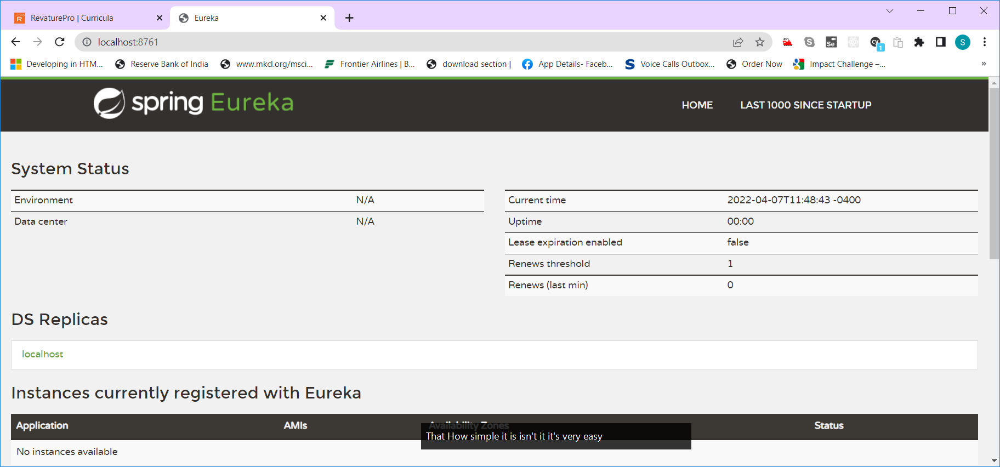 RevaturePro | Curricula
Eureka
localhost:8761
Se
cy
1
S
Developing in HTM...
Reserve Bank of India
www.mkcl.org/msci...
Frontier Airlines | B...
download section |
App Details- Faceb...
Voice Calls Outbox...
Order Now
Impact Challenge –...
»
spring Eureka
HOME
LAST 1000 SINCE STARTUP
System Status
Environment N/A
Data center N/A
Current time 2022-04-07T11:48:43 -0400
Uptime 00:00
Lease expiration enabled false
Renews threshold 1
Renews (last min) 0
DS Replicas
localhost
Instances currently registered with Eureka
Application AMIs Availability Zones Status
That How simple it is isn't it it's very easy
No instances available